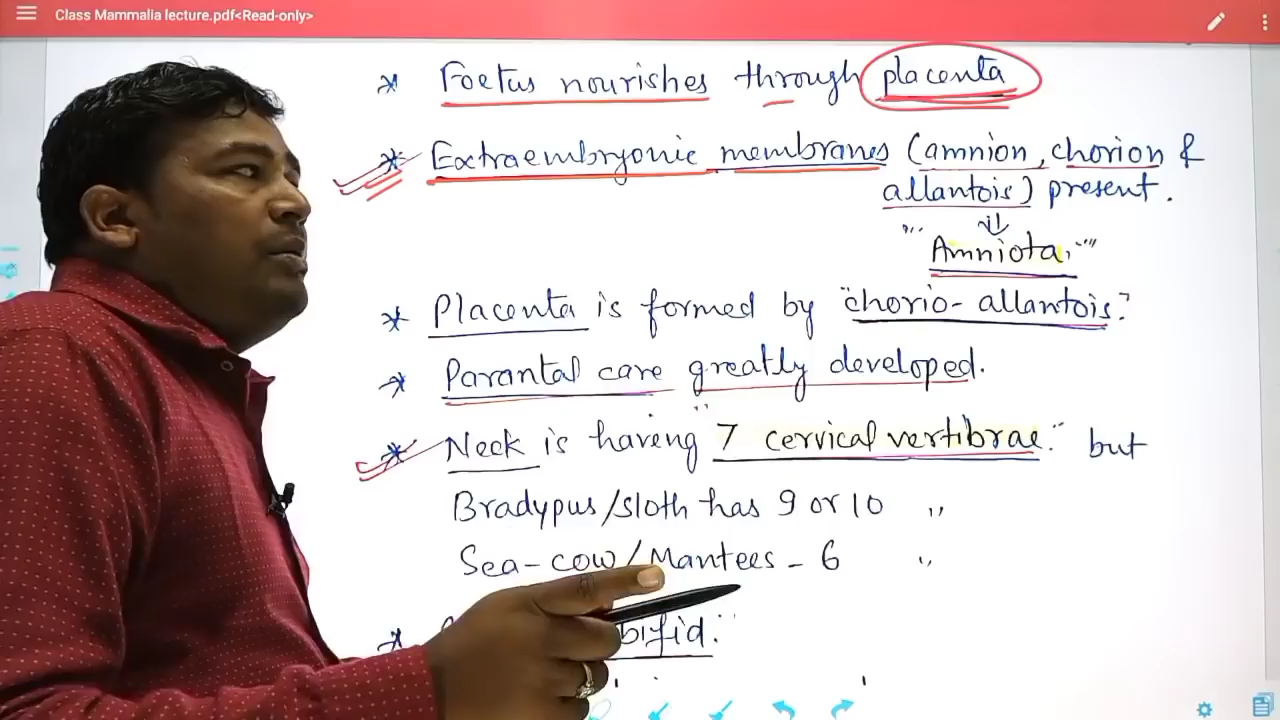 Class Mammalia lecture.pdf<Read-only>
* Foetus nourishes through placenta
* Extraembryonic membranes (amnion, chorion &
allantois) present.
"Amniota."
* Placenta is formed by "chorio-allantois".
* Parantal care greatly developed.
* Neck is having "7 cervical vertibrae." but
Bradypus/sloth has 9 or 10 "
Sea-cow/Mantees - 6 "
* bifid."